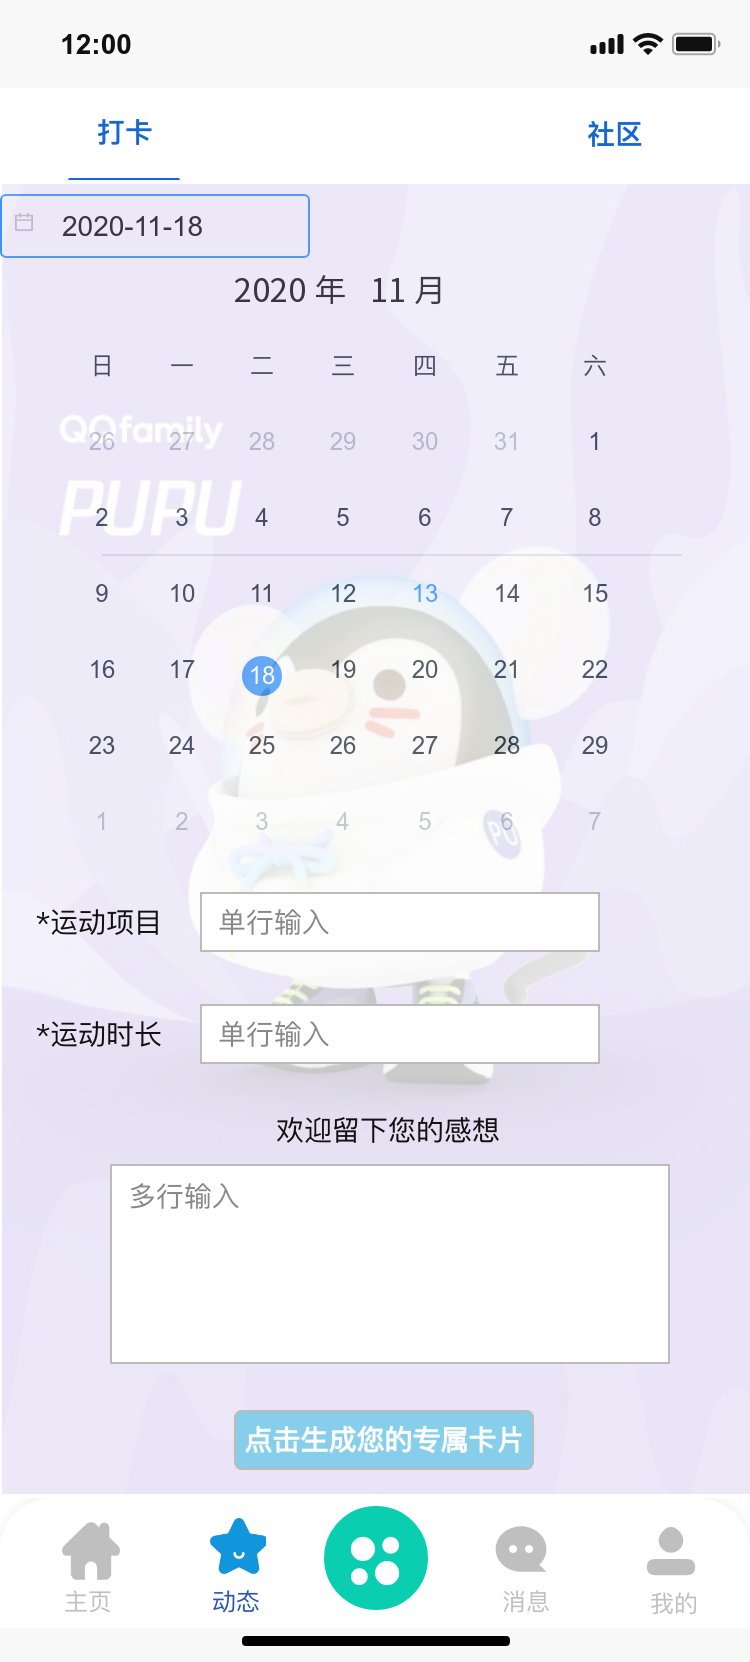 12:00
打卡 社区
2020-11-18
2020 年 11 月
日 一 二 三 四 五 六
QQfamily
26 27 28 29 30 31 1
PUPU
2 3 4 5 6 7 8
9 10 11 12 13 14 15
16 17 18 19 20 21 22
23 24 25 26 27 28 29
1 2 3 4 5 6 7
PU
*运动项目 单行输入
*运动时长 单行输入
欢迎留下您的感想
多行输入
点击生成您的专属卡片
主页 动态 消息 我的